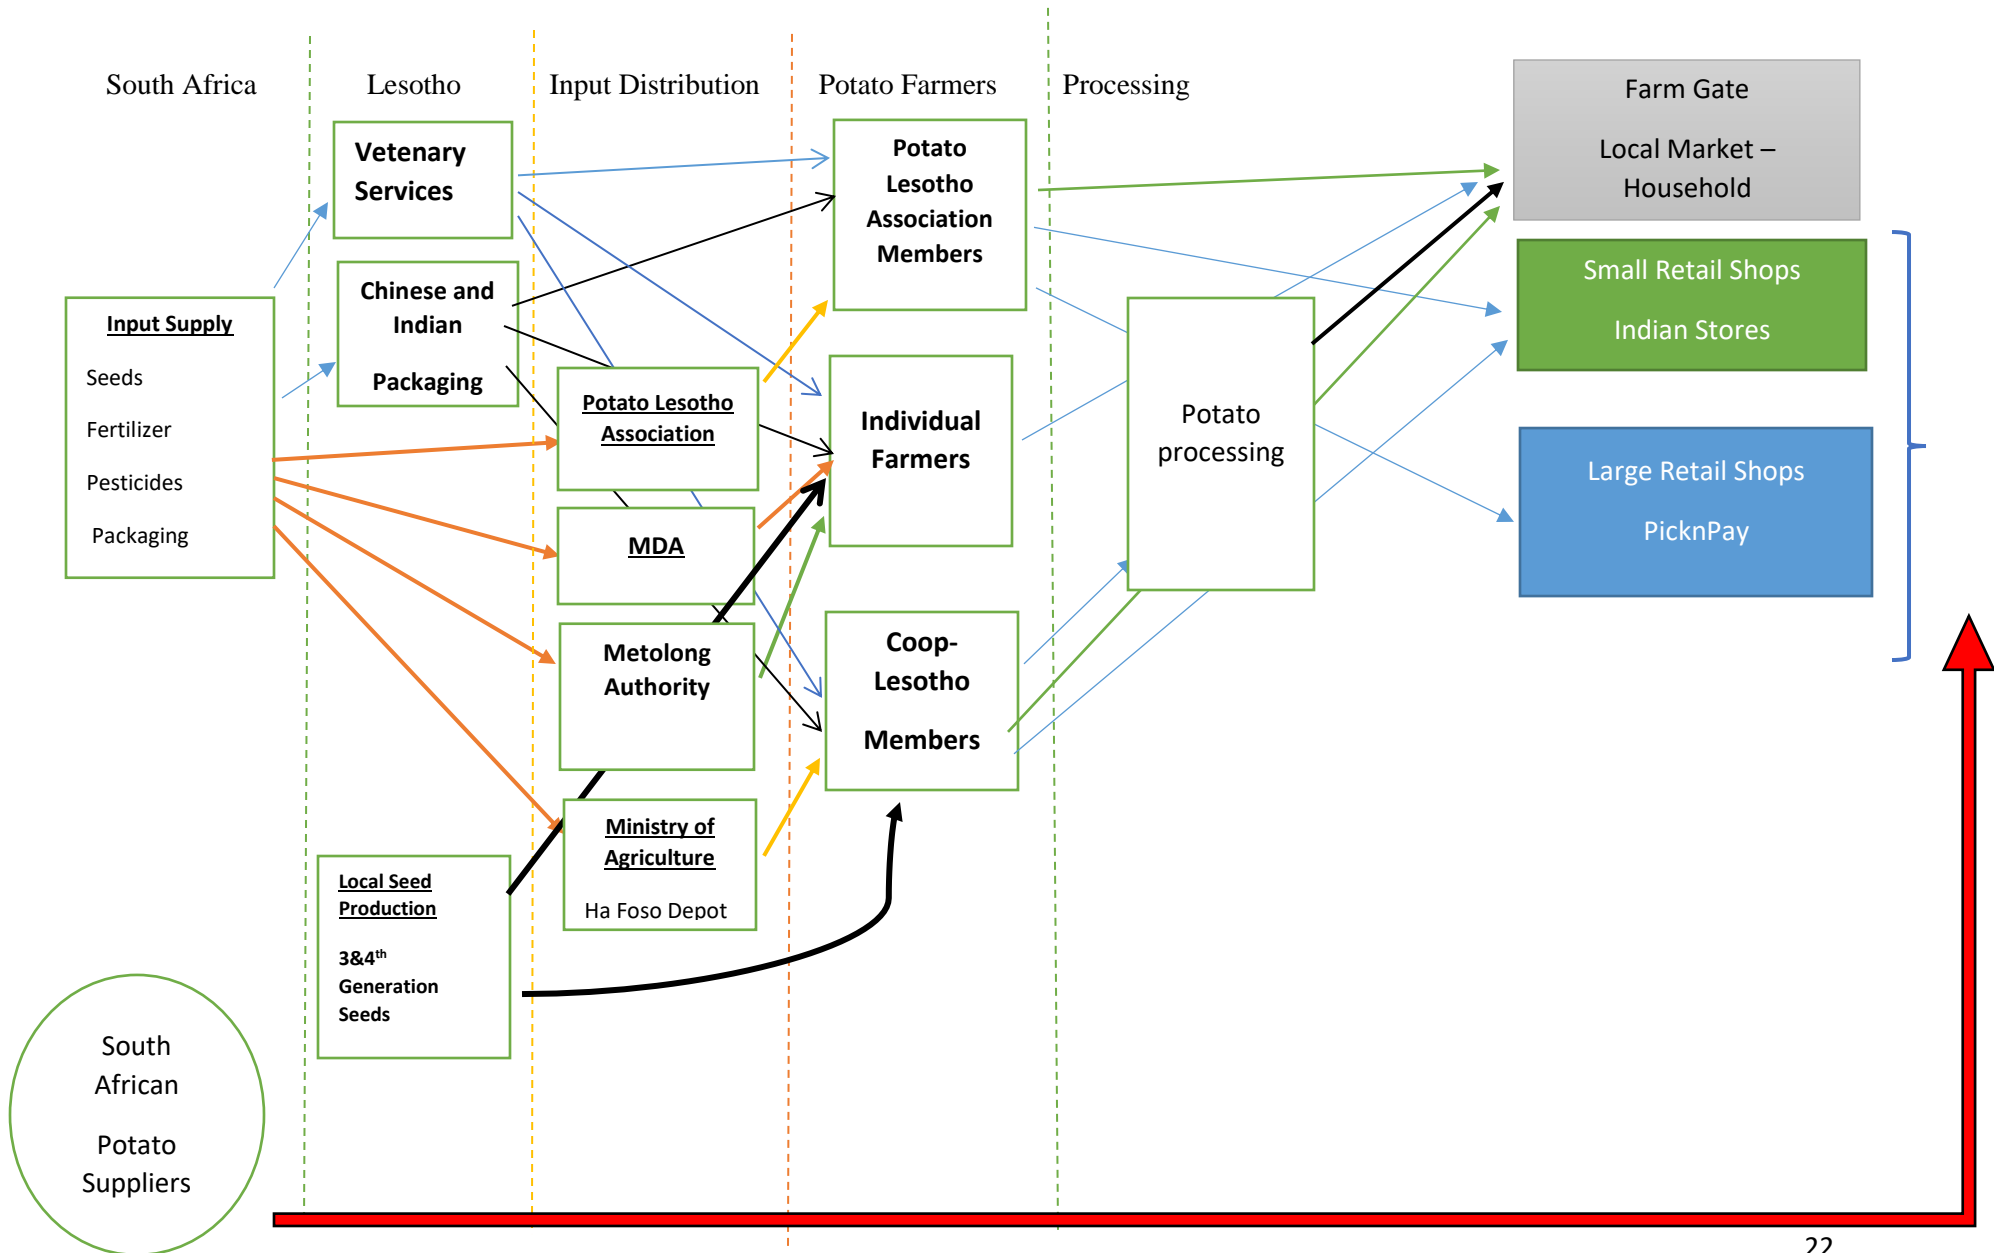 South Africa
Lesotho
Input Distribution
Potato Farmers
Processing
Input Supply
Seeds
Fertilizer
Pesticides
Packaging
South
African
Potato
Suppliers
Vetenary
Services
Chinese and
Indian
Packaging
Local Seed
Production
3&4th
Generation
Seeds
Potato Lesotho
Association
MDA
Metolong
Authority
Ministry of
Agriculture
Ha Foso Depot
Potato
Lesotho
Association
Members
Individual
Farmers
Coop-
Lesotho
Members
Potato
processing
Farm Gate
Local Market –
Household
Small Retail Shops
Indian Stores
Large Retail Shops
PicknPay
22